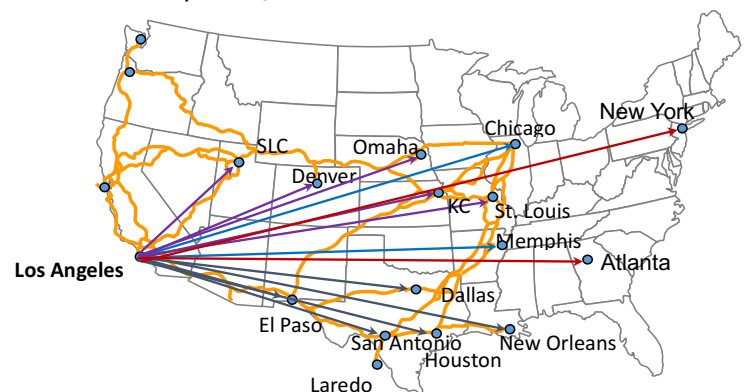 New York
Chicago
SLC
Omaha
Denver
KC
St. Louis
Memphis
Los Angeles
Atlanta
Dallas
El Paso
San Antonio
New Orleans
Houston
Laredo